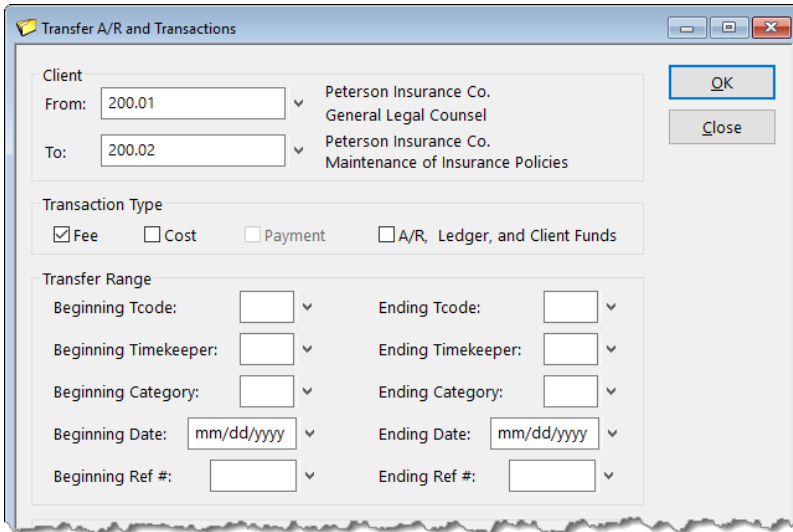 Transfer A/R and Transactions
Client
From: 200.01 Peterson Insurance Co.
General Legal Counsel
To: 200.02 Peterson Insurance Co.
Maintenance of Insurance Policies
OK
Close
Transaction Type
Fee Cost Payment A/R, Ledger, and Client Funds
Transfer Range
Beginning Tcode: Ending Tcode:
Beginning Timekeeper: Ending Timekeeper:
Beginning Category: Ending Category:
Beginning Date: mm/dd/yyyy Ending Date: mm/dd/yyyy
Beginning Ref #: Ending Ref #: